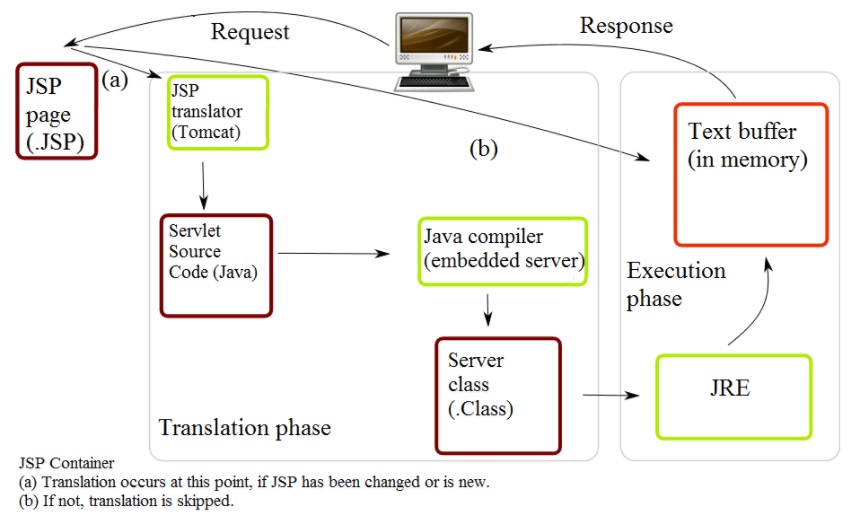 Request
Response
JSP
page
(.JSP)
(a)
JSP
translator
(Tomcat)
(b)
Text buffer
(in memory)
Servlet
Source
Code (Java)
Java compiler
(embedded server)
Execution
phase
Server
class
(.Class)
JRE
Translation phase
JSP Container
(a) Translation occurs at this point, if JSP has been changed or is new.
(b) If not, translation is skipped.